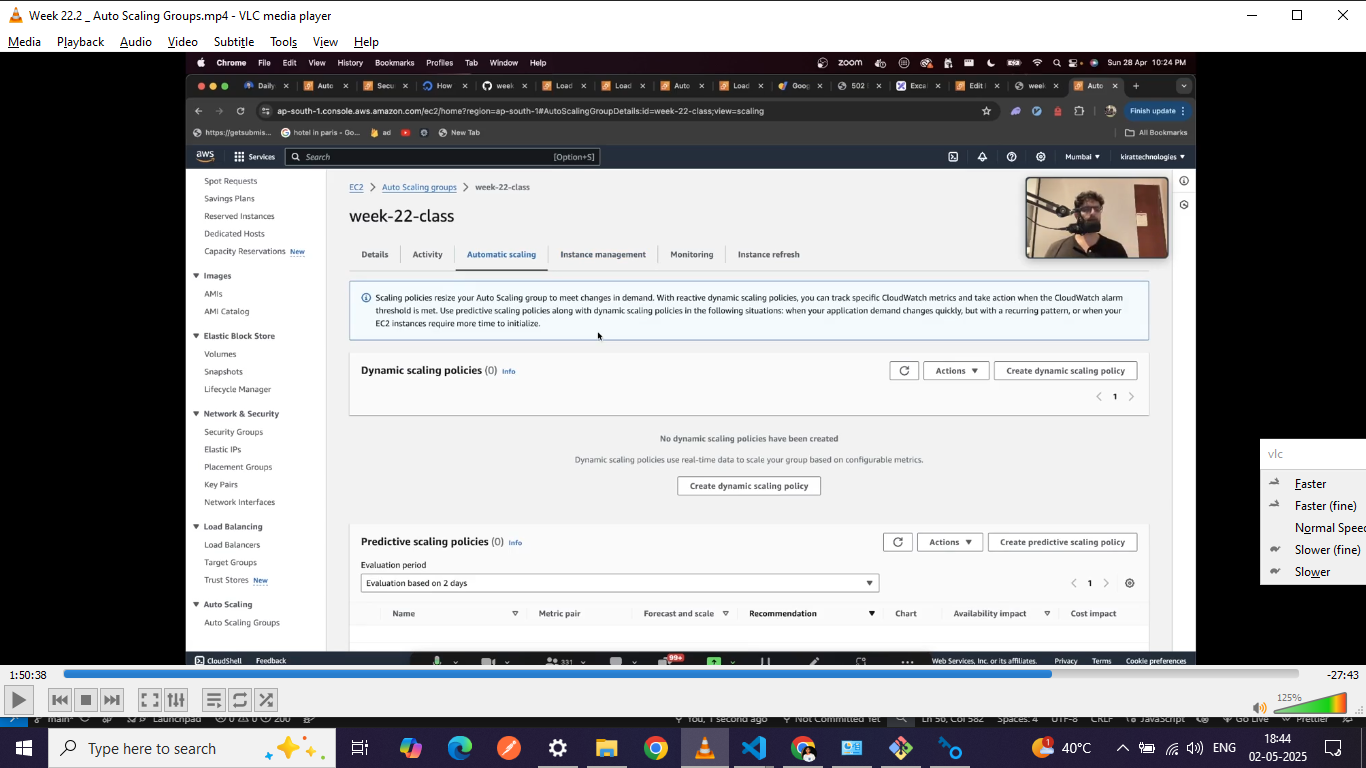 Week 22.2 _ Auto Scaling Groups.mp4 - VLC media player
Media Playback Audio Video Subtitle Tools View Help
Chrome File Edit View History Bookmarks Profiles Tab Window Help
zoom Sun 28 Apr 10:24 PM
Daily Auto Secu How week Load Load Auto Load Goog 502 Exca Edit week Auto
ap-south-1.console.aws.amazon.com/ec2/home?region=ap-south-1#AutoScalingGroupDetails:id=week-22-class;view=scaling
Finish update
https://getsubmis... hotel in paris - Go... ad New Tab All Bookmarks
aws Services Search [Option+S] Mumbai kirattechnologies
Spot Requests
Savings Plans
Reserved Instances
Dedicated Hosts
Capacity Reservations New
Images
AMIs
AMI Catalog
Elastic Block Store
Volumes
Snapshots
Lifecycle Manager
Network & Security
Security Groups
Elastic IPs
Placement Groups
Key Pairs
Network Interfaces
Load Balancing
Load Balancers
Target Groups
Trust Stores New
Auto Scaling
Auto Scaling Groups
EC2 > Auto Scaling groups > week-22-class
week-22-class
Details Activity Automatic scaling Instance management Monitoring Instance refresh
Scaling policies resize your Auto Scaling group to meet changes in demand. With reactive dynamic scaling policies, you can track specific CloudWatch metrics and take action when the CloudWatch alarm
threshold is met. Use predictive scaling policies along with dynamic scaling policies in the following situations: when your application demand changes quickly, but with a recurring pattern, or when your
EC2 instances require more time to initialize.
Dynamic scaling policies (0) Info
Actions Create dynamic scaling policy
1
No dynamic scaling policies have been created
Dynamic scaling policies use real-time data to scale your group based on configurable metrics.
Create dynamic scaling policy
Predictive scaling policies (0) Info
Actions Create predictive scaling policy
Evaluation period
Evaluation based on 2 days
1
Name Metric pair Forecast and scale Recommendation Chart Availability impact Cost impact
CloudShell Feedback
331 99+
Web Services, Inc. or its affiliates. Privacy Terms Cookie preferences
vlc
Faster
Faster (fine)
Normal Spee
Slower (fine)
Slower
1:50:38 -27:43
125%
main* Launchpad 0 0 200 You, 1 second ago Not Committed Yet Ln 56, Col 582 Spaces: 4 UTF-8 CRLF JavaScript Go Live Prettier
Type here to search
1 40°C ENG
18:44
02-05-2025